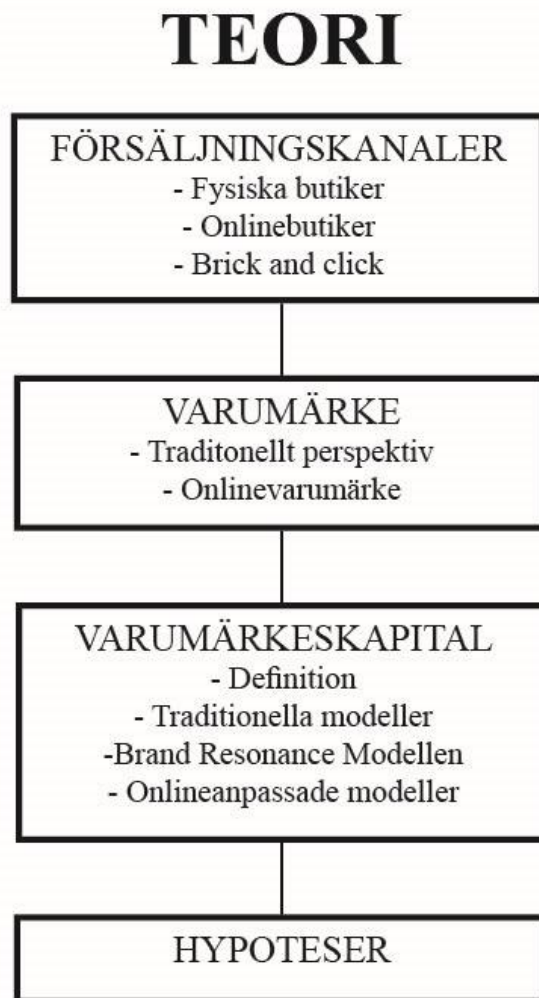 TEORI
FÖRSÄLJNINGSKANALER
- Fysiska butiker
- Onlinebutiker
- Brick and click
VARUMÄRKE
- Traditonellt perspektiv
- Onlinevarumärke
VARUMÄRKESKAPITAL
- Definition
- Traditionella modeller
-Brand Resonance Modellen
- Onlineanpassade modeller
HYPOTESER